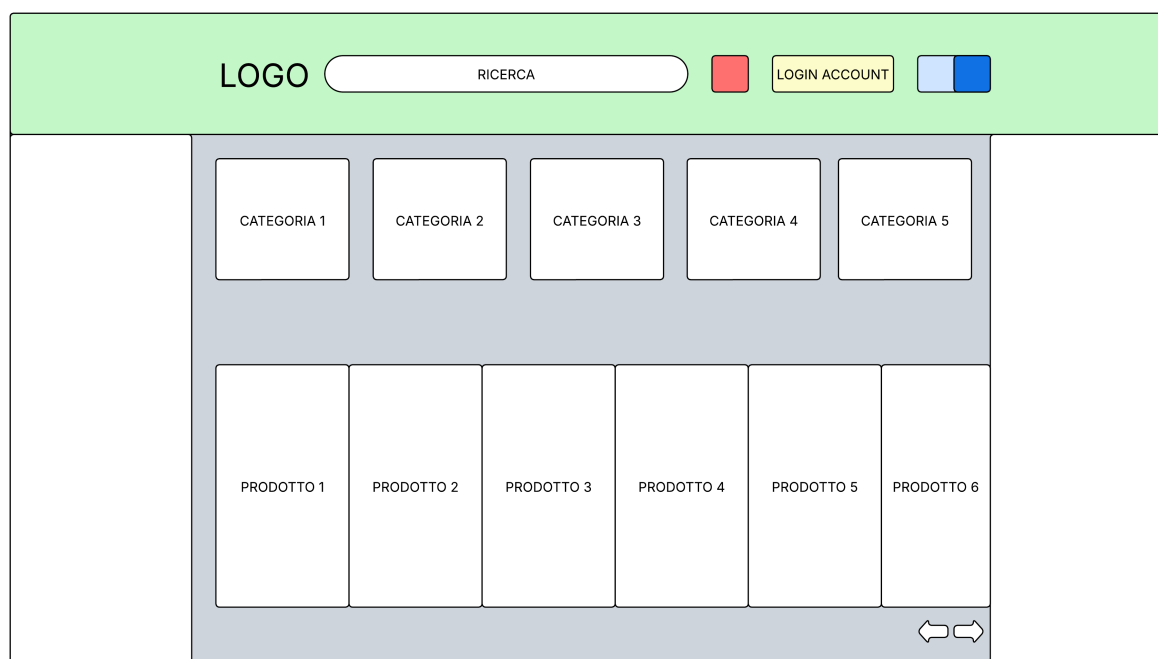 LOGO
RICERCA
LOGIN ACCOUNT
CATEGORIA 1
CATEGORIA 2
CATEGORIA 3
CATEGORIA 4
CATEGORIA 5
PRODOTTO 1
PRODOTTO 2
PRODOTTO 3
PRODOTTO 4
PRODOTTO 5
PRODOTTO 6